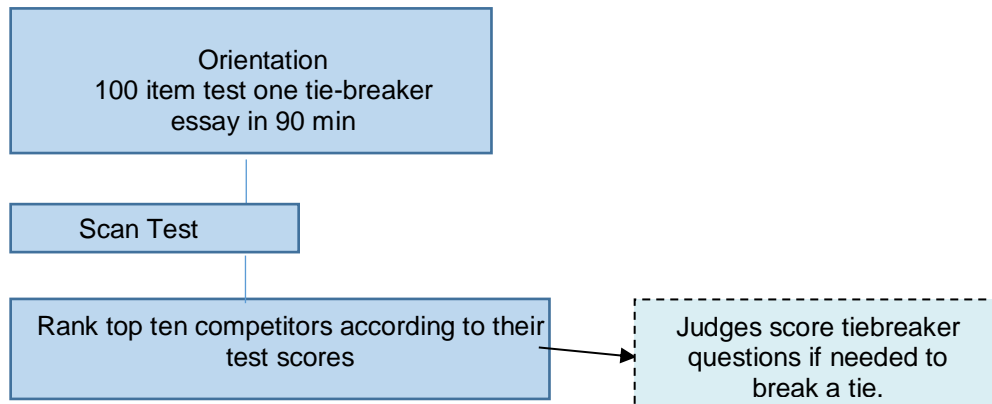 Orientation
100 item test one tie-breaker
essay in 90 min
Scan Test
Rank top ten competitors according to their
test scores
Judges score tiebreaker
questions if needed to
break a tie.